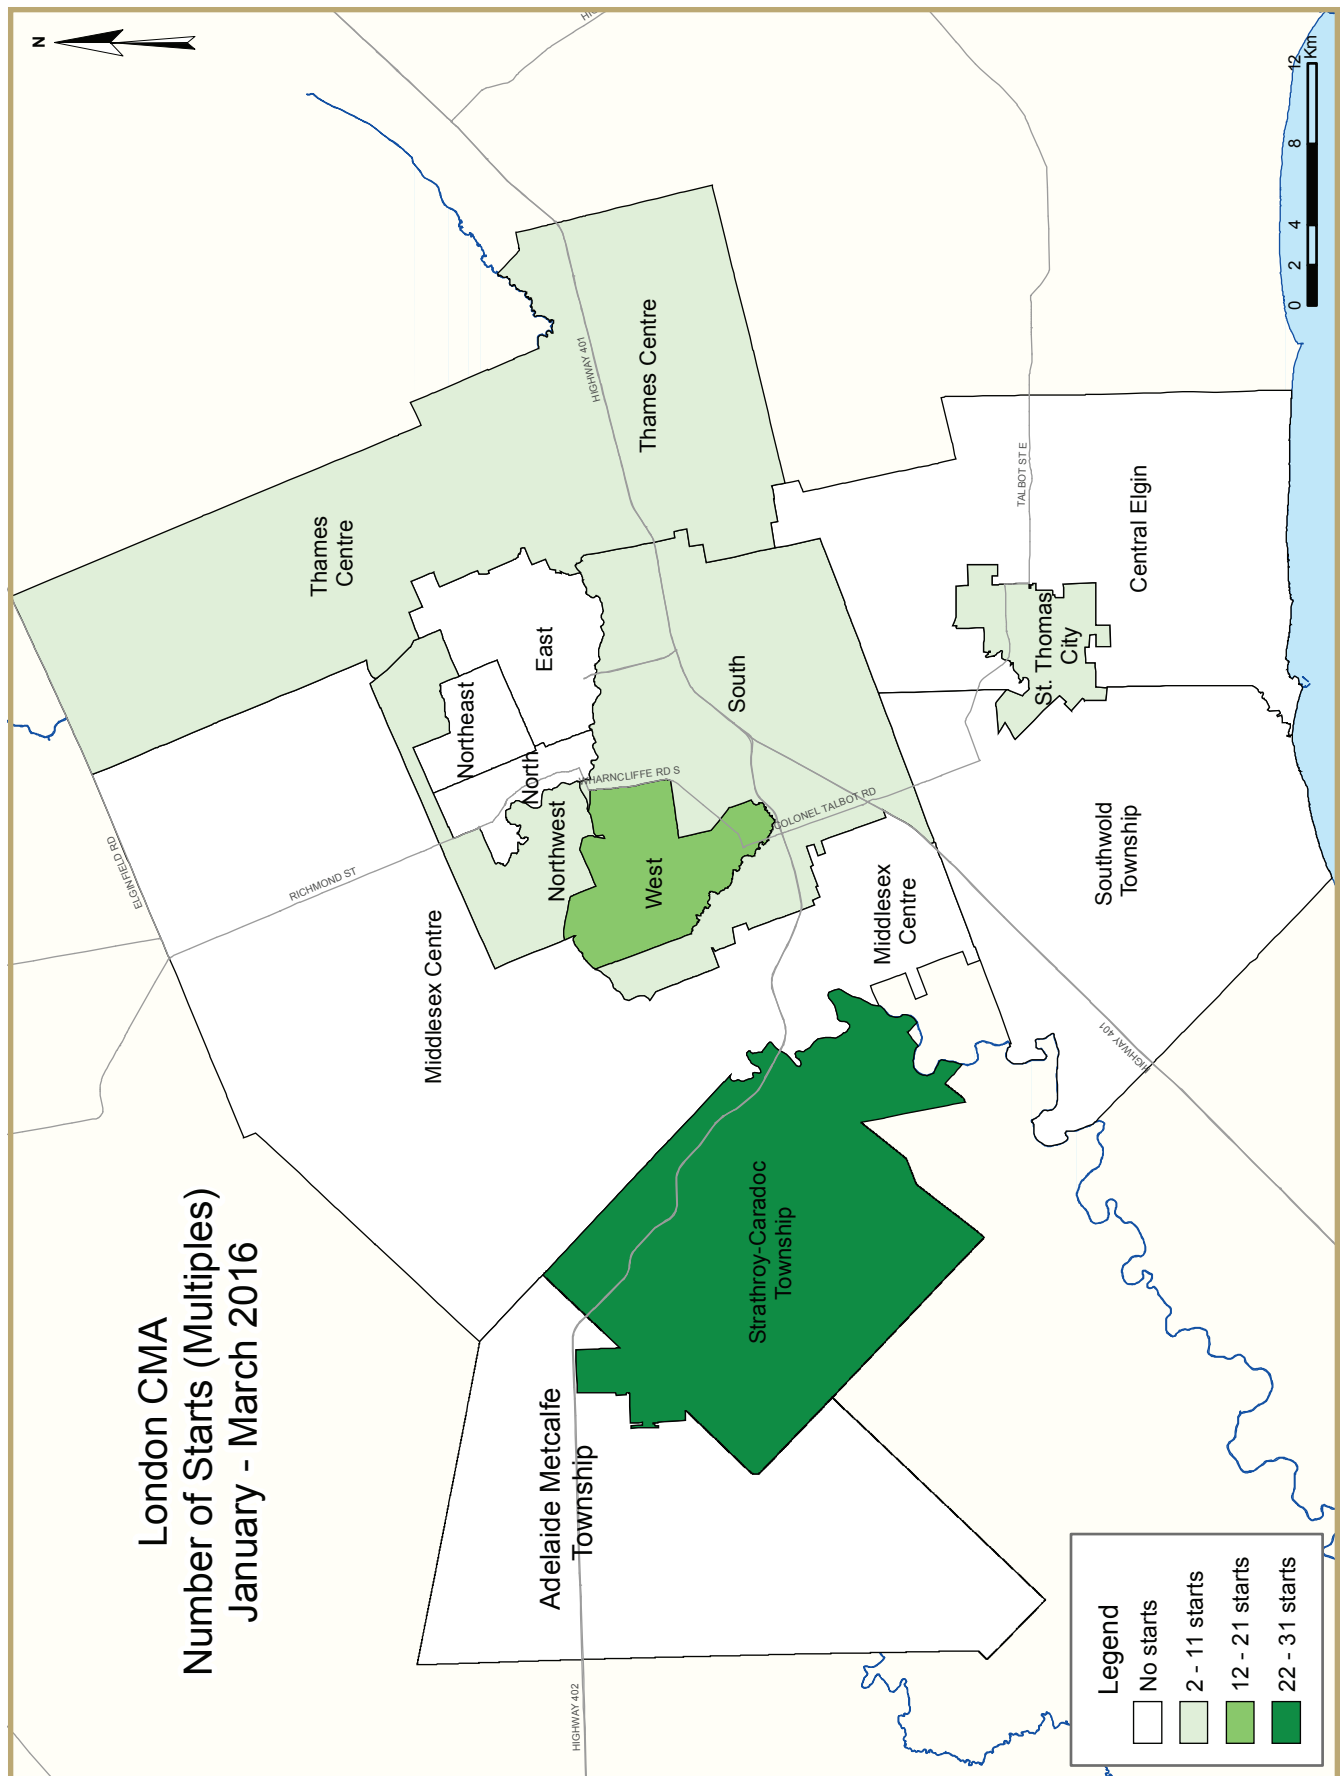 London CMA
Number of Starts (Multiples)
January - March 2016
N
ELGINFIELD RD
RICHMOND ST
Middlesex Centre
Thames
Centre
Northeast
East
North
Northwest
WHARNCLIFFE RD S
West
South
HIGHWAY 401
Thames Centre
COLONEL TALBOT RD
Middlesex
Centre
Adelaide Metcalfe
Township
HIGHWAY 402
Strathroy-Caradoc
Township
St. Thomas
City
TALBOT ST E
Central Elgin
Southwold
Township
HIGHWAY 401
Legend
No starts
2 - 11 starts
12 - 21 starts
22 - 31 starts
0 2 4 8 12
Km